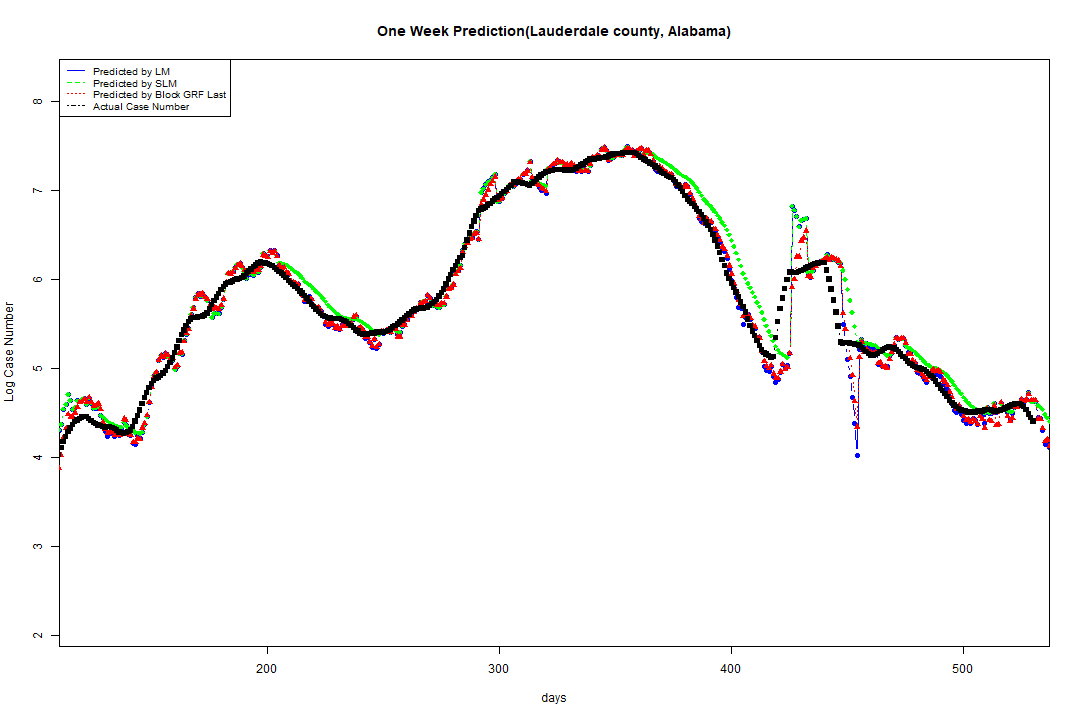 One Week Prediction(Lauderdale county, Alabama)
Predicted by LM
Predicted by SLM
Predicted by Block GRF Last
Actual Case Number
8
7
6
5
4
3
2
Log Case Number
200
300
400
500
days